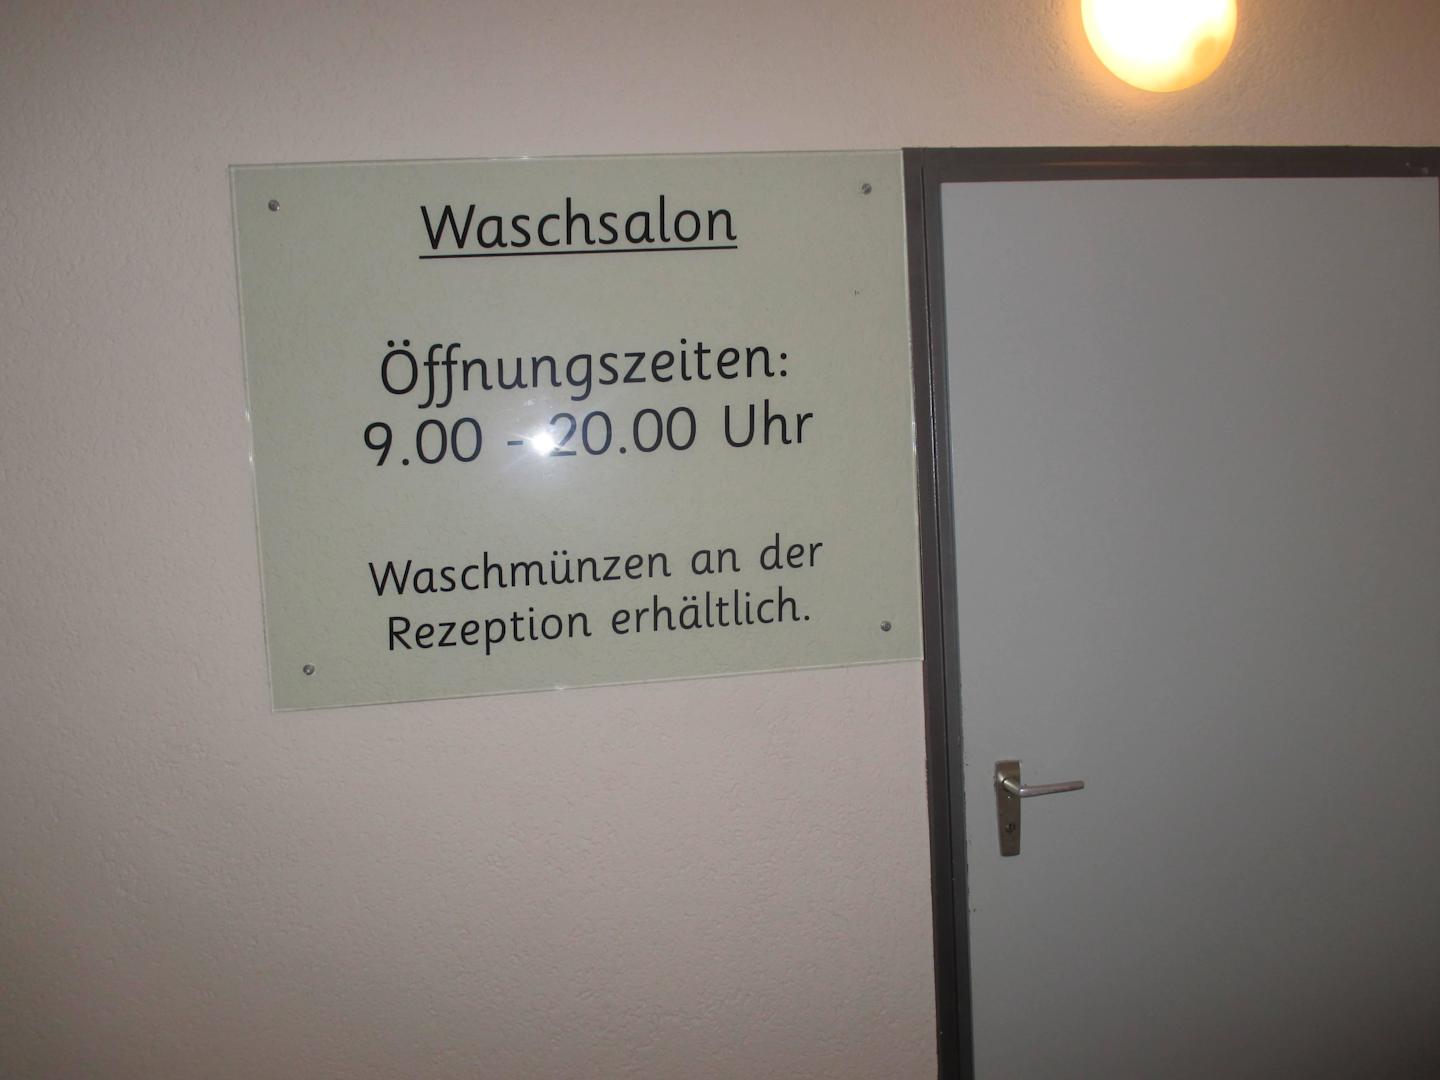 Waschsalon
Öffnungszeiten:
9.00 - 20.00 Uhr
Waschmünzen an der
Rezeption erhältlich.